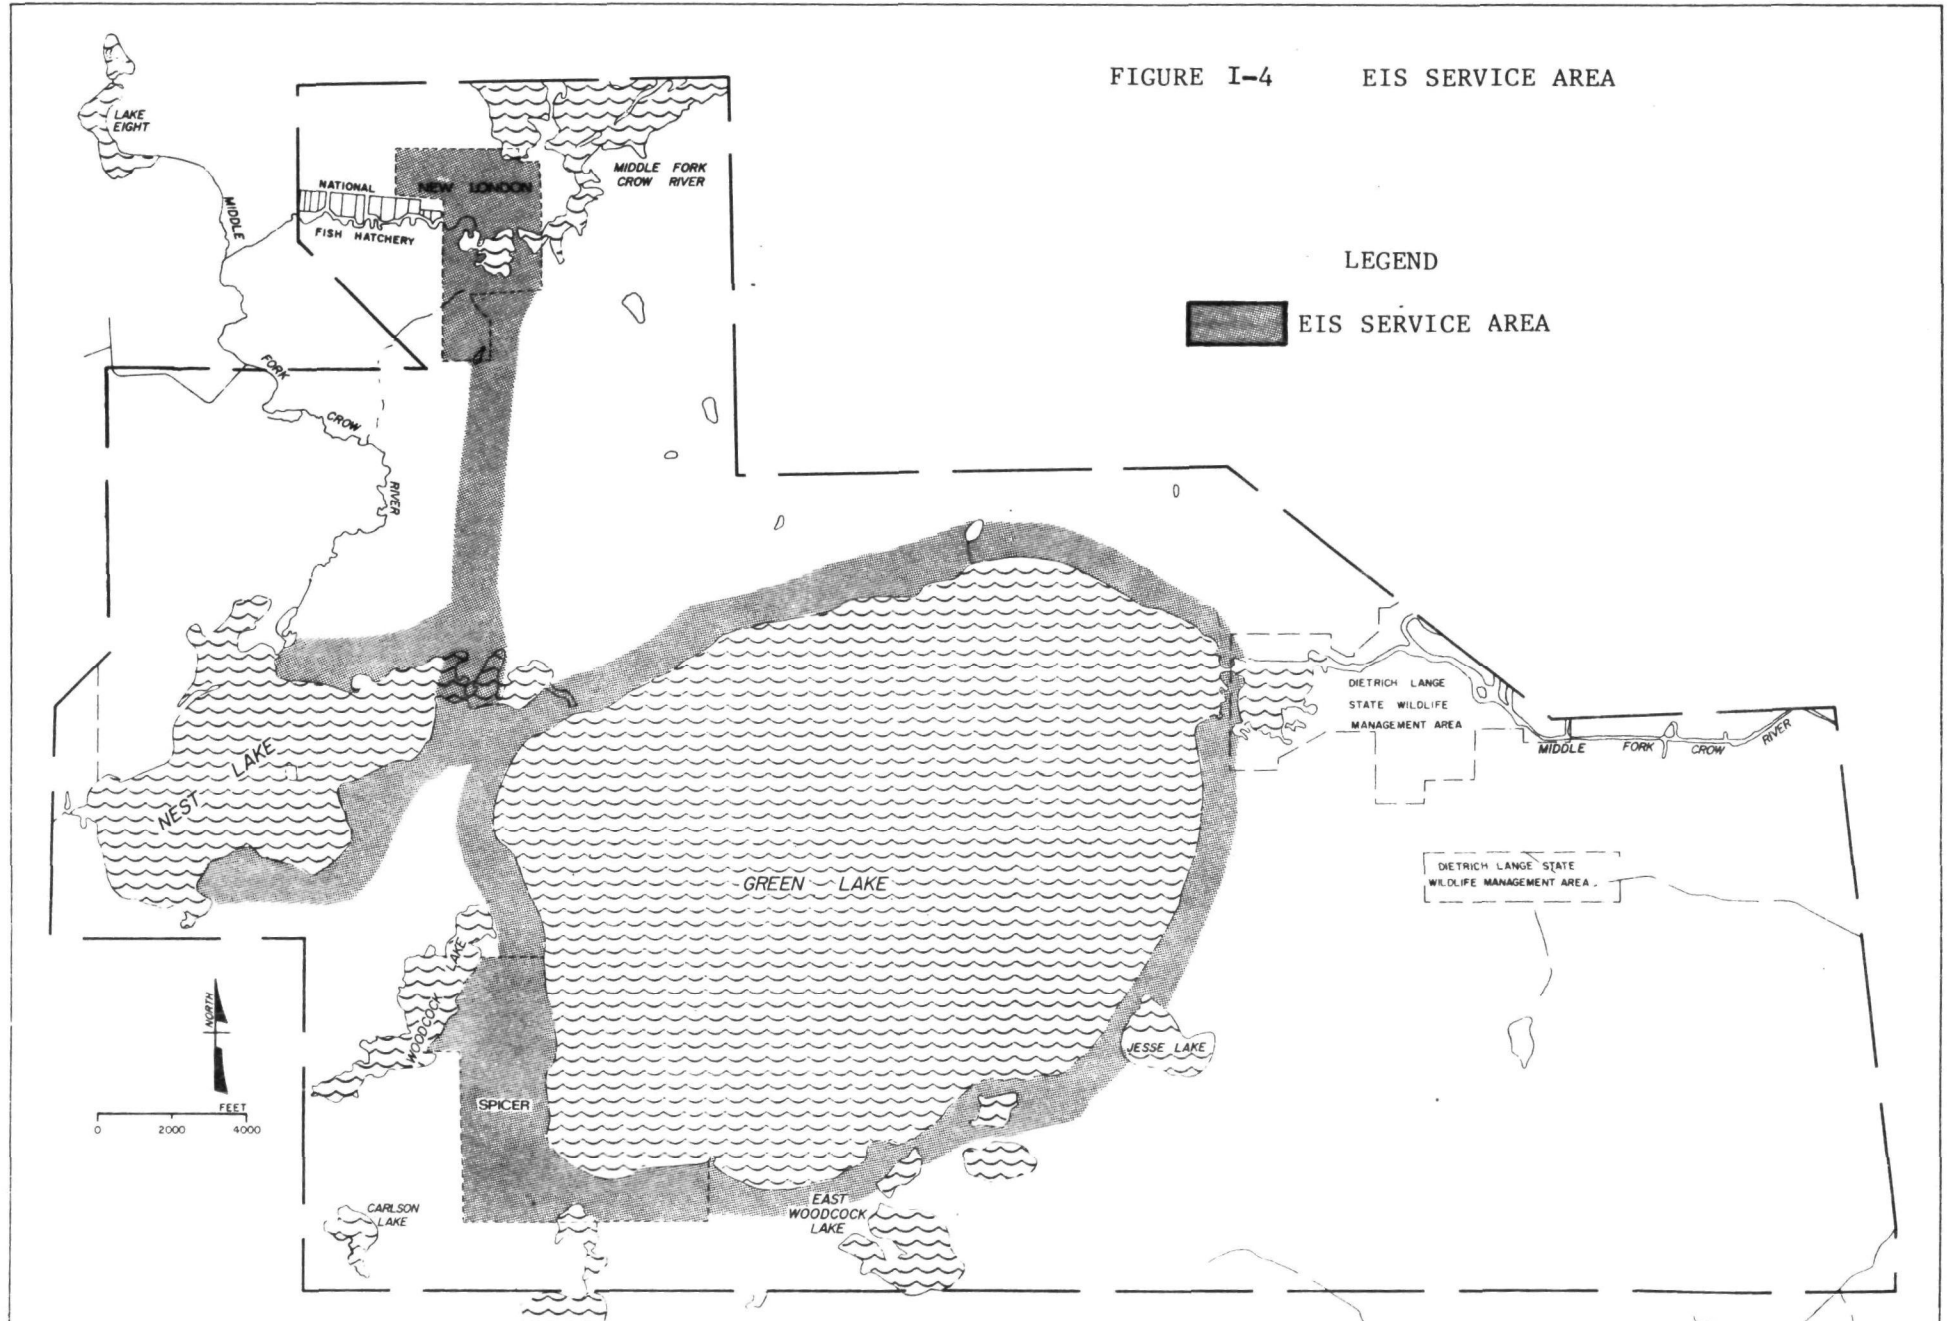 FIGURE I-4 EIS SERVICE AREA
LAKE
EIGHT
MIDDLE FORK
CROW RIVER
NATIONAL
NEW LONDON
FISH HATCHERY
MIDDLE
LEGEND
EIS SERVICE AREA
FORK
CROW
RIVER
DIETRICH LANGE
STATE WILDLIFE
MANAGEMENT AREA
MIDDLE FORK CROW RIVER
NEST LAKE
GREEN LAKE
DIETRICH LANGE STATE
WILDLIFE MANAGEMENT AREA
WOODCOCK LAKE
NORTH
JESSE LAKE
FEET
0 2000 4000
SPICER
CARLSON
LAKE
EAST
WOODCOCK
LAKE